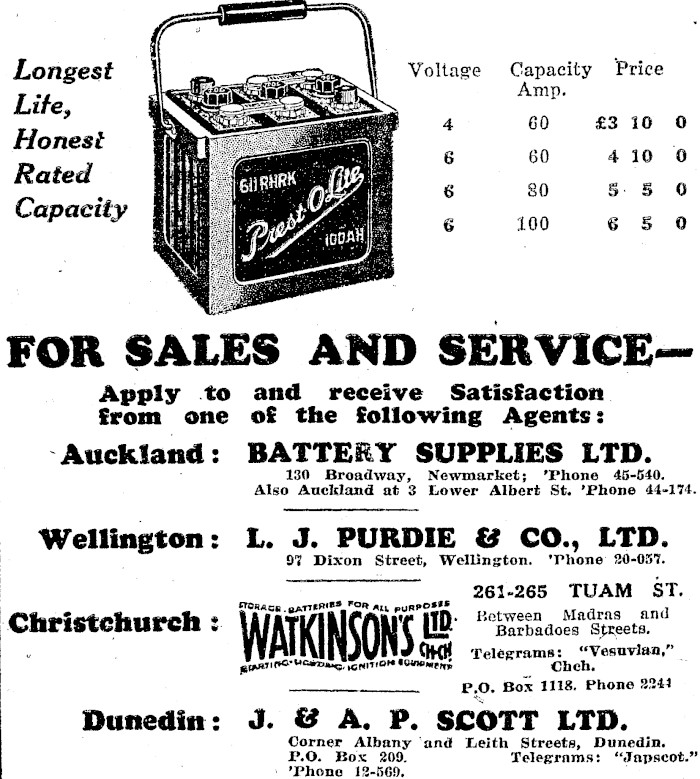 Longest
Life,
Honest
Rated
Capacity
611RHRK
Prest O Lite
100AH
Voltage Capacity Price
Amp.
4 60 £3 10 0
6 60 4 10 0
6 80 5 5 0
6 100 6 5 0
FOR SALES AND SERVICE—
Apply to and receive Satisfaction
from one of the following Agents:
Auckland: BATTERY SUPPLIES LTD.
130 Broadway, Newmarket; 'Phone 45-540.
Also Auckland at 3 Lower Albert St. 'Phone 44-174.
Wellington: L. J. PURDIE & CO., LTD.
97 Dixon Street, Wellington. 'Phone 20-037.
Christchurch:
STORAGE BATTERIES FOR ALL PURPOSES
WATKINSON'S LTD.
CH-CH
STARTING-LIGHTING, IGNITION EQUIPMENT
261-265 TUAM ST.
Between Madras and
Barbadoes Streets.
Telegrams: "Vesuvian,"
Chch.
P.O. Box 1118. Phone 2244
Dunedin: J. & A. P. SCOTT LTD.
Corner Albany and Leith Streets, Dunedin.
P.O. Box 209. Telegrams: "Japscot."
'Phone 12-569.